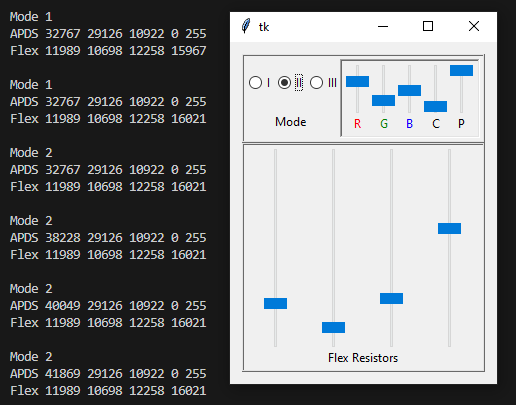 Mode 1
APDS 32767 29126 10922 0 255
Flex 11989 10698 12258 15967
Mode 1
APDS 32767 29126 10922 0 255
Flex 11989 10698 12258 16021
Mode 2
APDS 32767 29126 10922 0 255
Flex 11989 10698 12258 16021
Mode 2
APDS 38228 29126 10922 0 255
Flex 11989 10698 12258 16021
Mode 2
APDS 40049 29126 10922 0 255
Flex 11989 10698 12258 16021
Mode 2
APDS 41869 29126 10922 0 255
Flex 11989 10698 12258 16021
tk
I II III
Mode
R G B C P
Flex Resistors